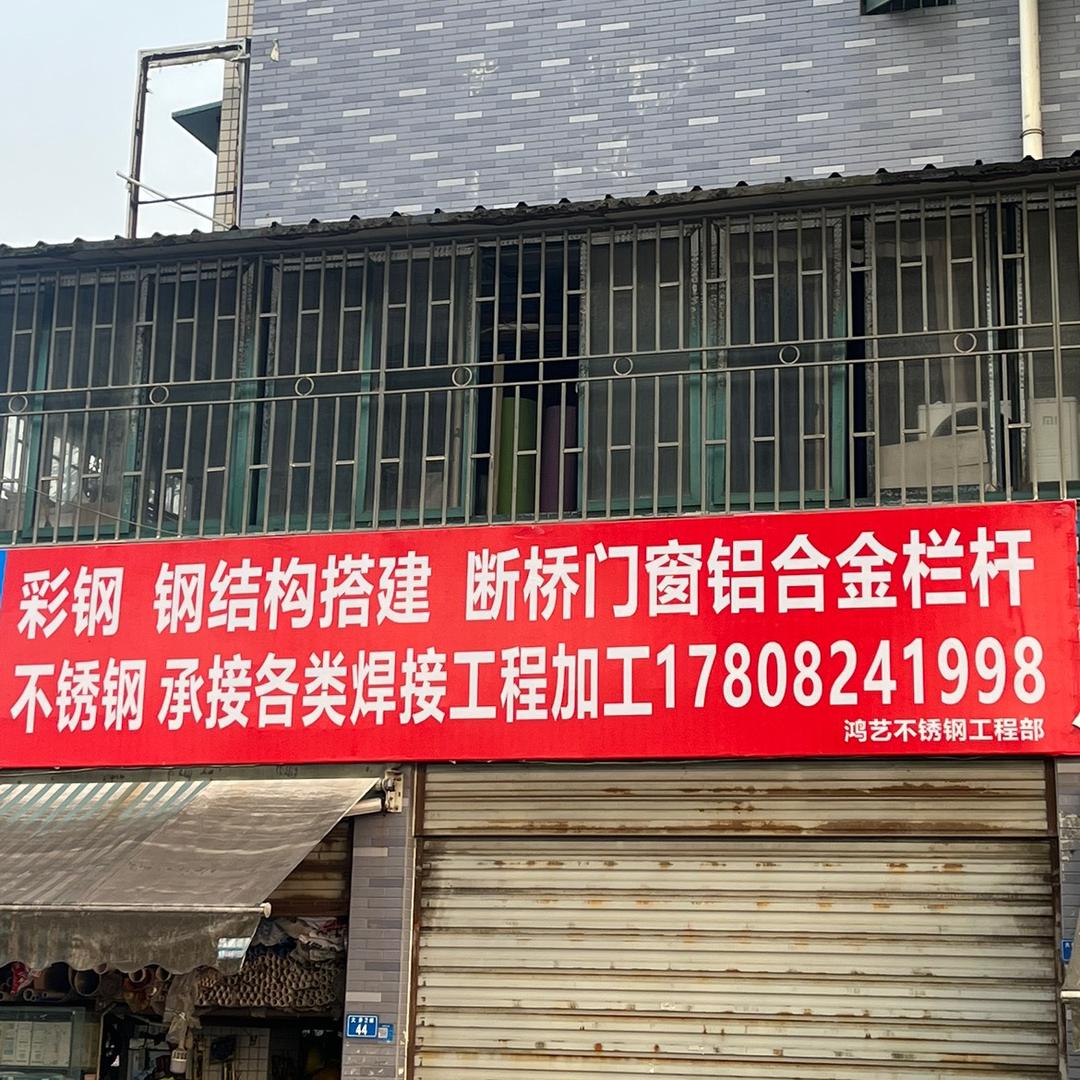 彩钢 钢结构搭建 断桥门窗铝合金栏杆
不锈钢 承接各类焊接工程加工17808241998
鸿艺不锈钢工程部
44